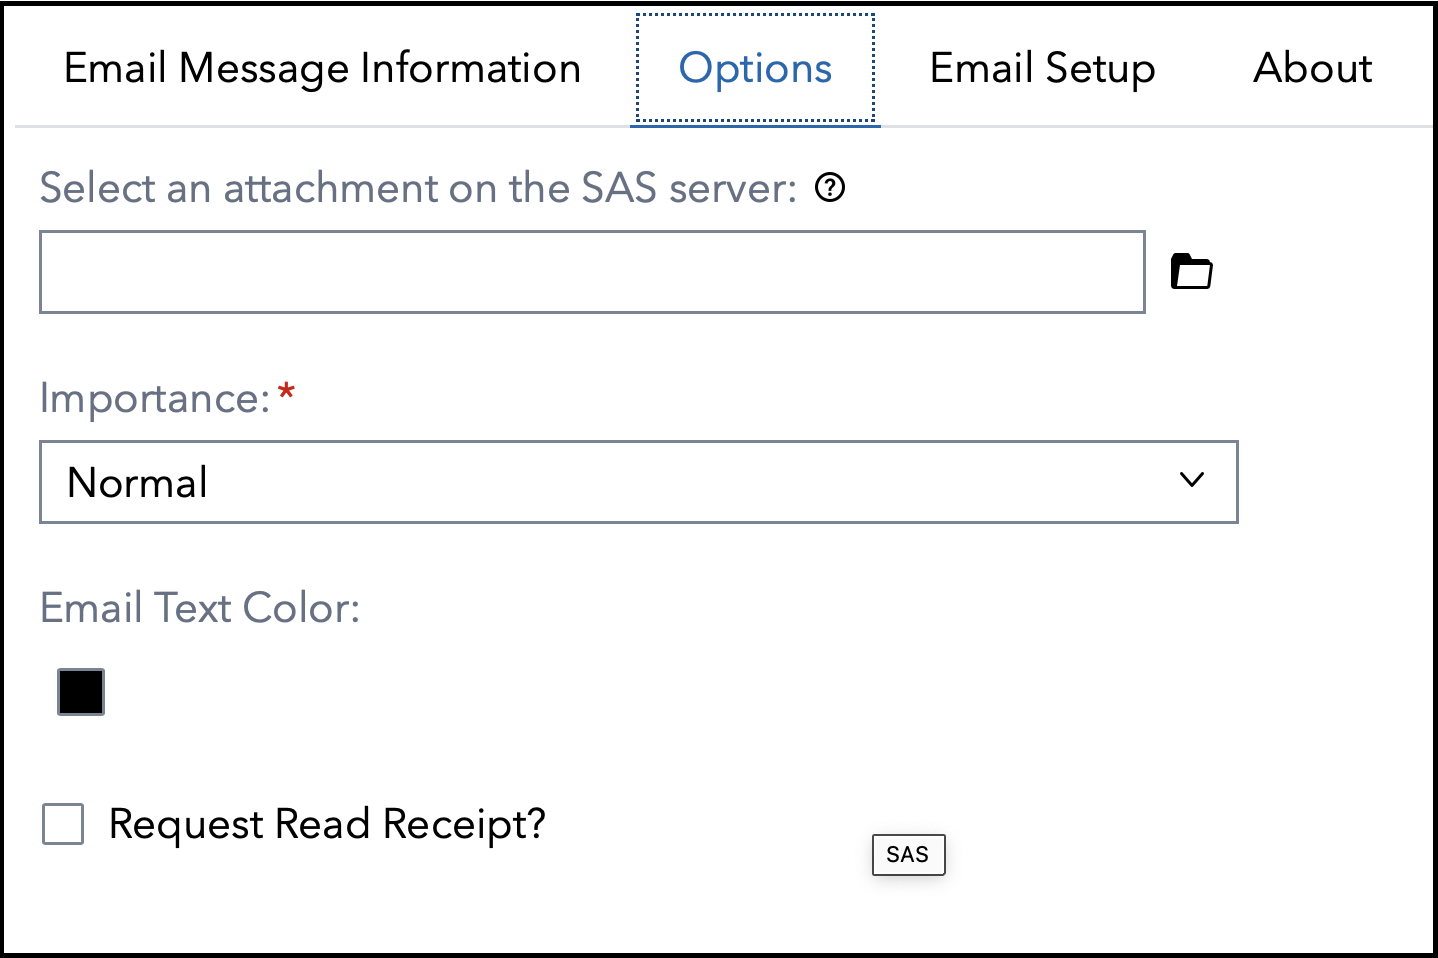 Email Message Information Options Email Setup About
Select an attachment on the SAS server: ?
Importance:*
Normal
Email Text Color:
Request Read Receipt?
SAS